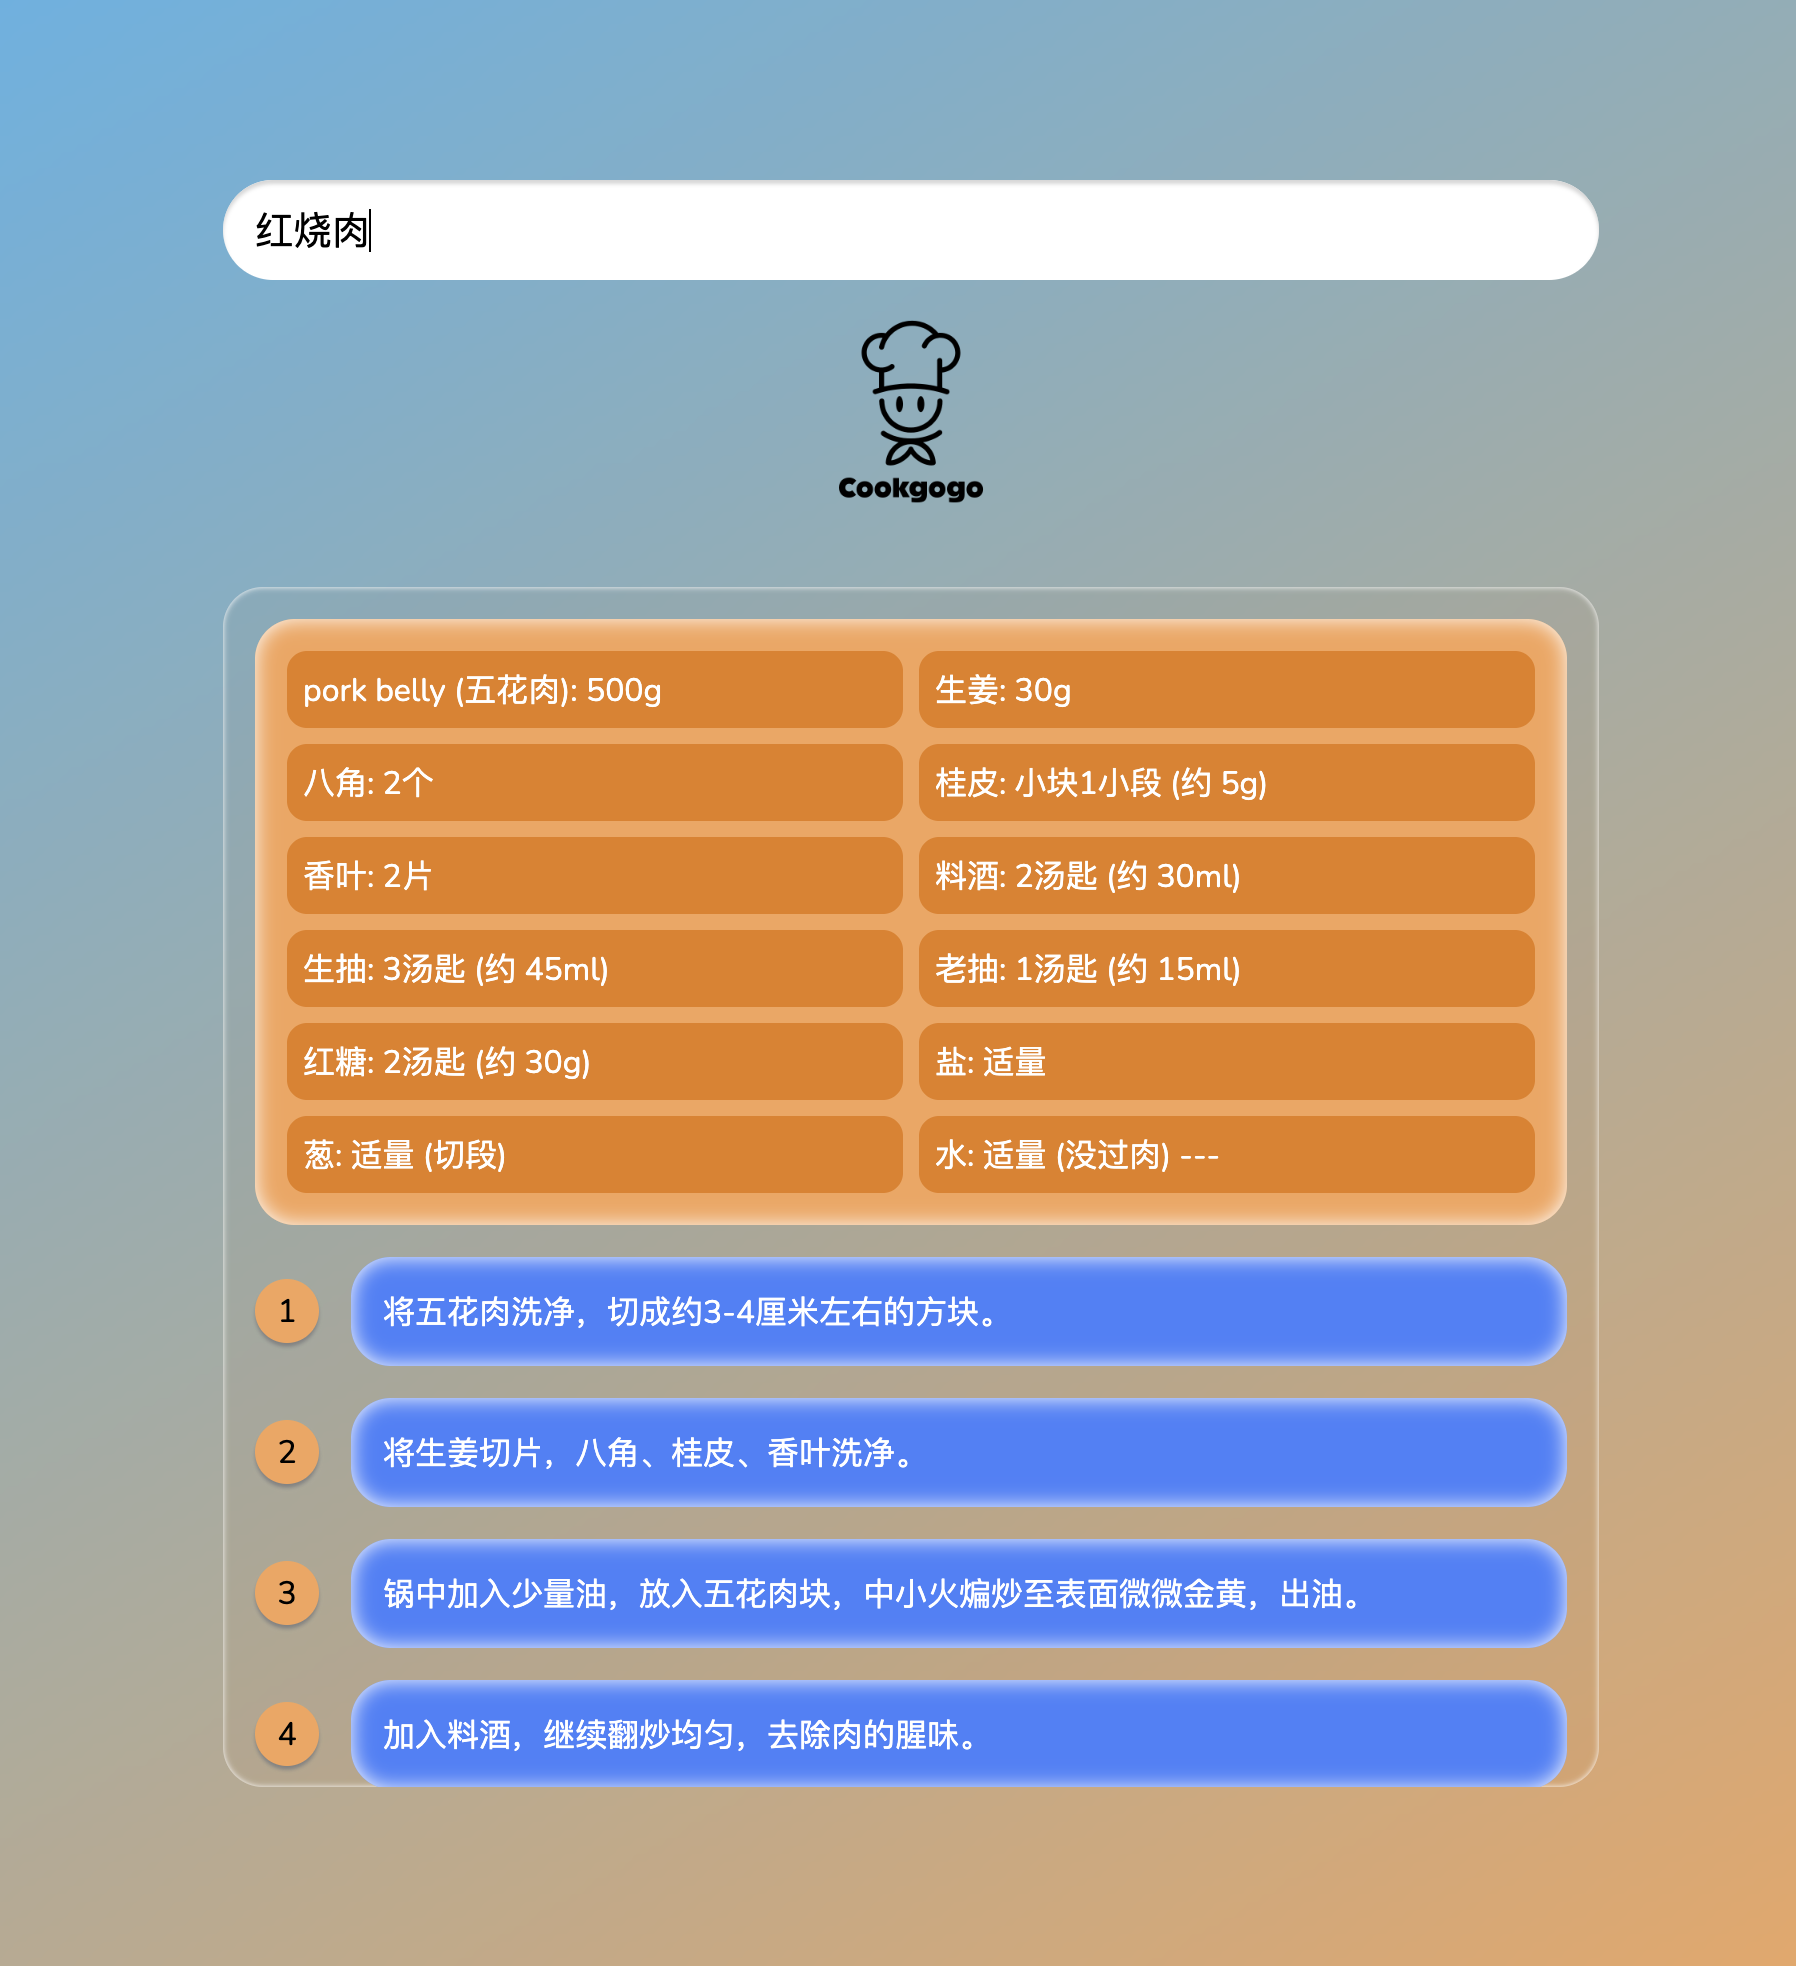 红烧肉
Cookgogo
pork belly (五花肉): 500g
生姜: 30g
八角: 2个
桂皮: 小块1小段 (约 5g)
香叶: 2片
料酒: 2汤匙 (约 30ml)
生抽: 3汤匙 (约 45ml)
老抽: 1汤匙 (约 15ml)
红糖: 2汤匙 (约 30g)
盐: 适量
葱: 适量 (切段)
水: 适量 (没过肉) ---
1 将五花肉洗净，切成约3-4厘米左右的方块。
2 将生姜切片，八角、桂皮、香叶洗净。
3 锅中加入少量油，放入五花肉块，中小火煸炒至表面微微金黄，出油。
4 加入料酒，继续翻炒均匀，去除肉的腥味。